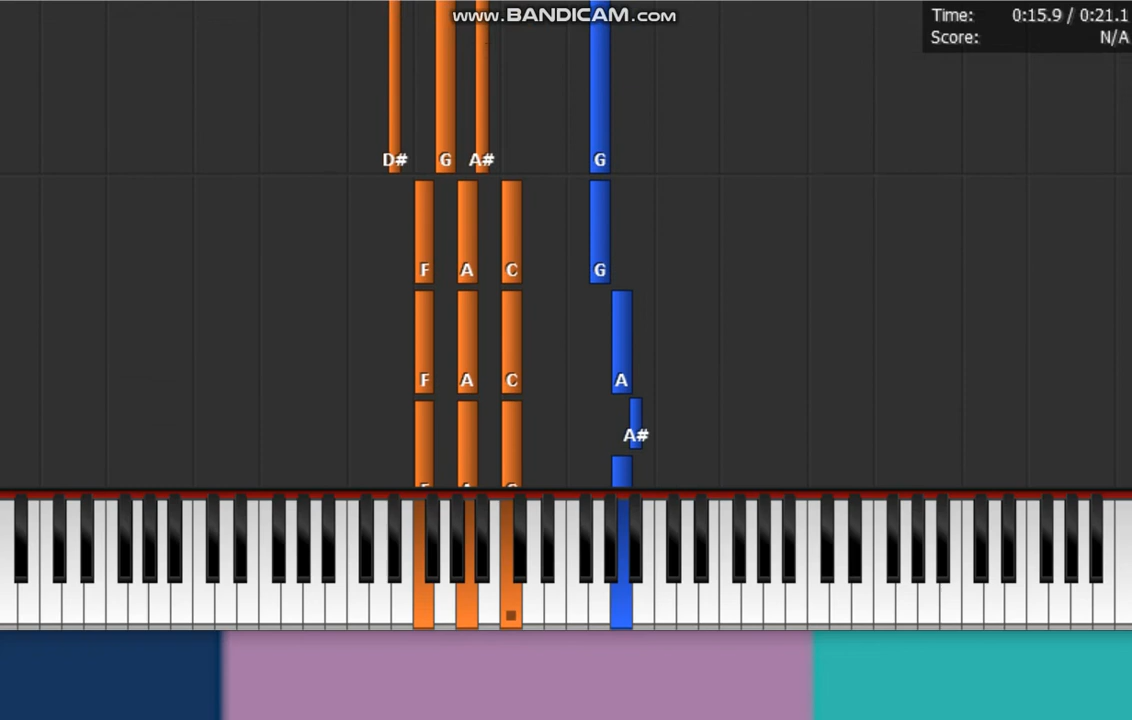 www.BANDICAM.com
Time: 0:15.9 / 0:21.1
Score: N/A
D# G A# G
F A C G
F A C A
A#